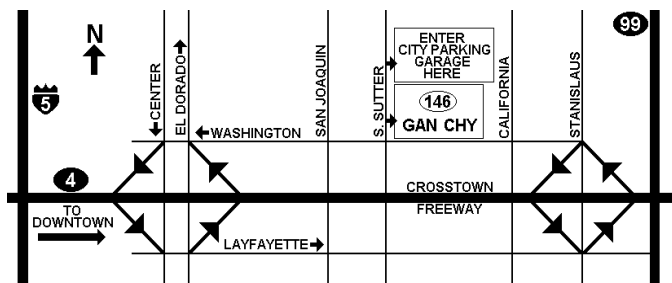 N
5
CENTER
EL DORADO
WASHINGTON
SAN JOAQUIN
S. SUTTER
ENTER
CITY PARKING
GARAGE
HERE
146
GAN CHY
CALIFORNIA
STANISLAUS
99
4
TO
DOWNTOWN
CROSSTOWN
FREEWAY
LAYFAYETTE